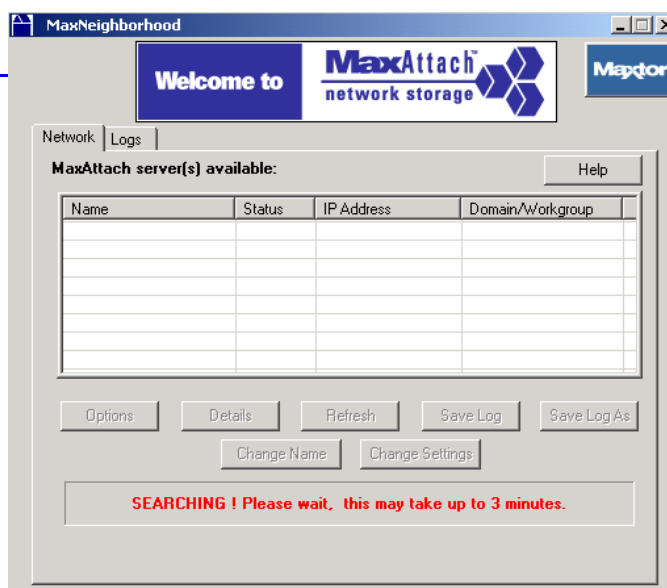 MaxNeighborhood
Welcome to
MaxAttach™
network storage
Maxtor
Network Logs
MaxAttach server(s) available:
Help
Name Status IP Address Domain/Workgroup
Options Details Refresh Save Log Save Log As
Change Name Change Settings
SEARCHING ! Please wait, this may take up to 3 minutes.